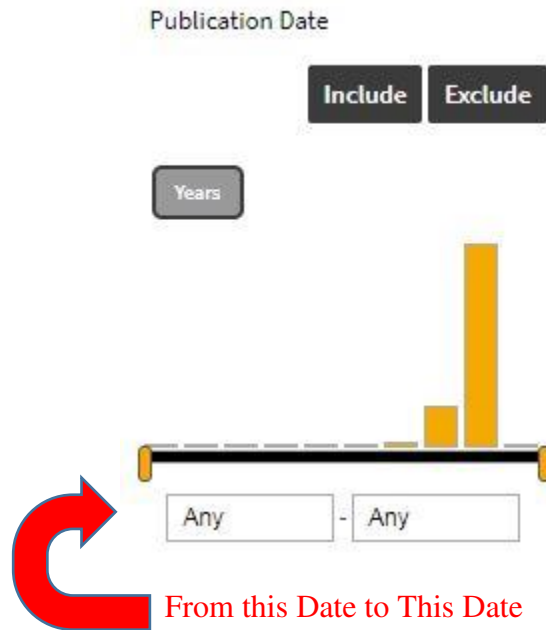 Publication Date
Include Exclude
Years
Any - Any
From this Date to This Date